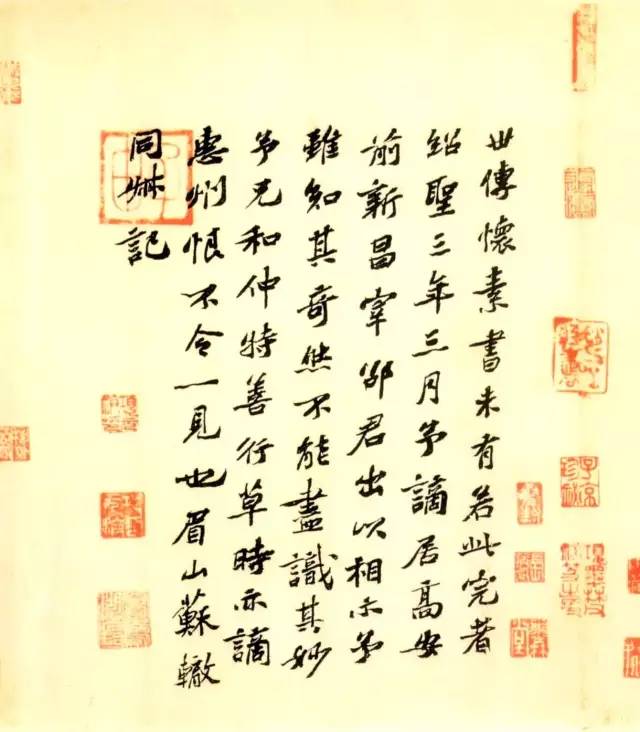 世傳懷素書未有若此完者
紹聖三年三月予謫居高安
前新昌宰邵君出以相示予
雖知其奇然不能盡識其妙
予兄和仲特善行草時亦謫
惠州恨不令一見也眉山蘇轍
同叔記